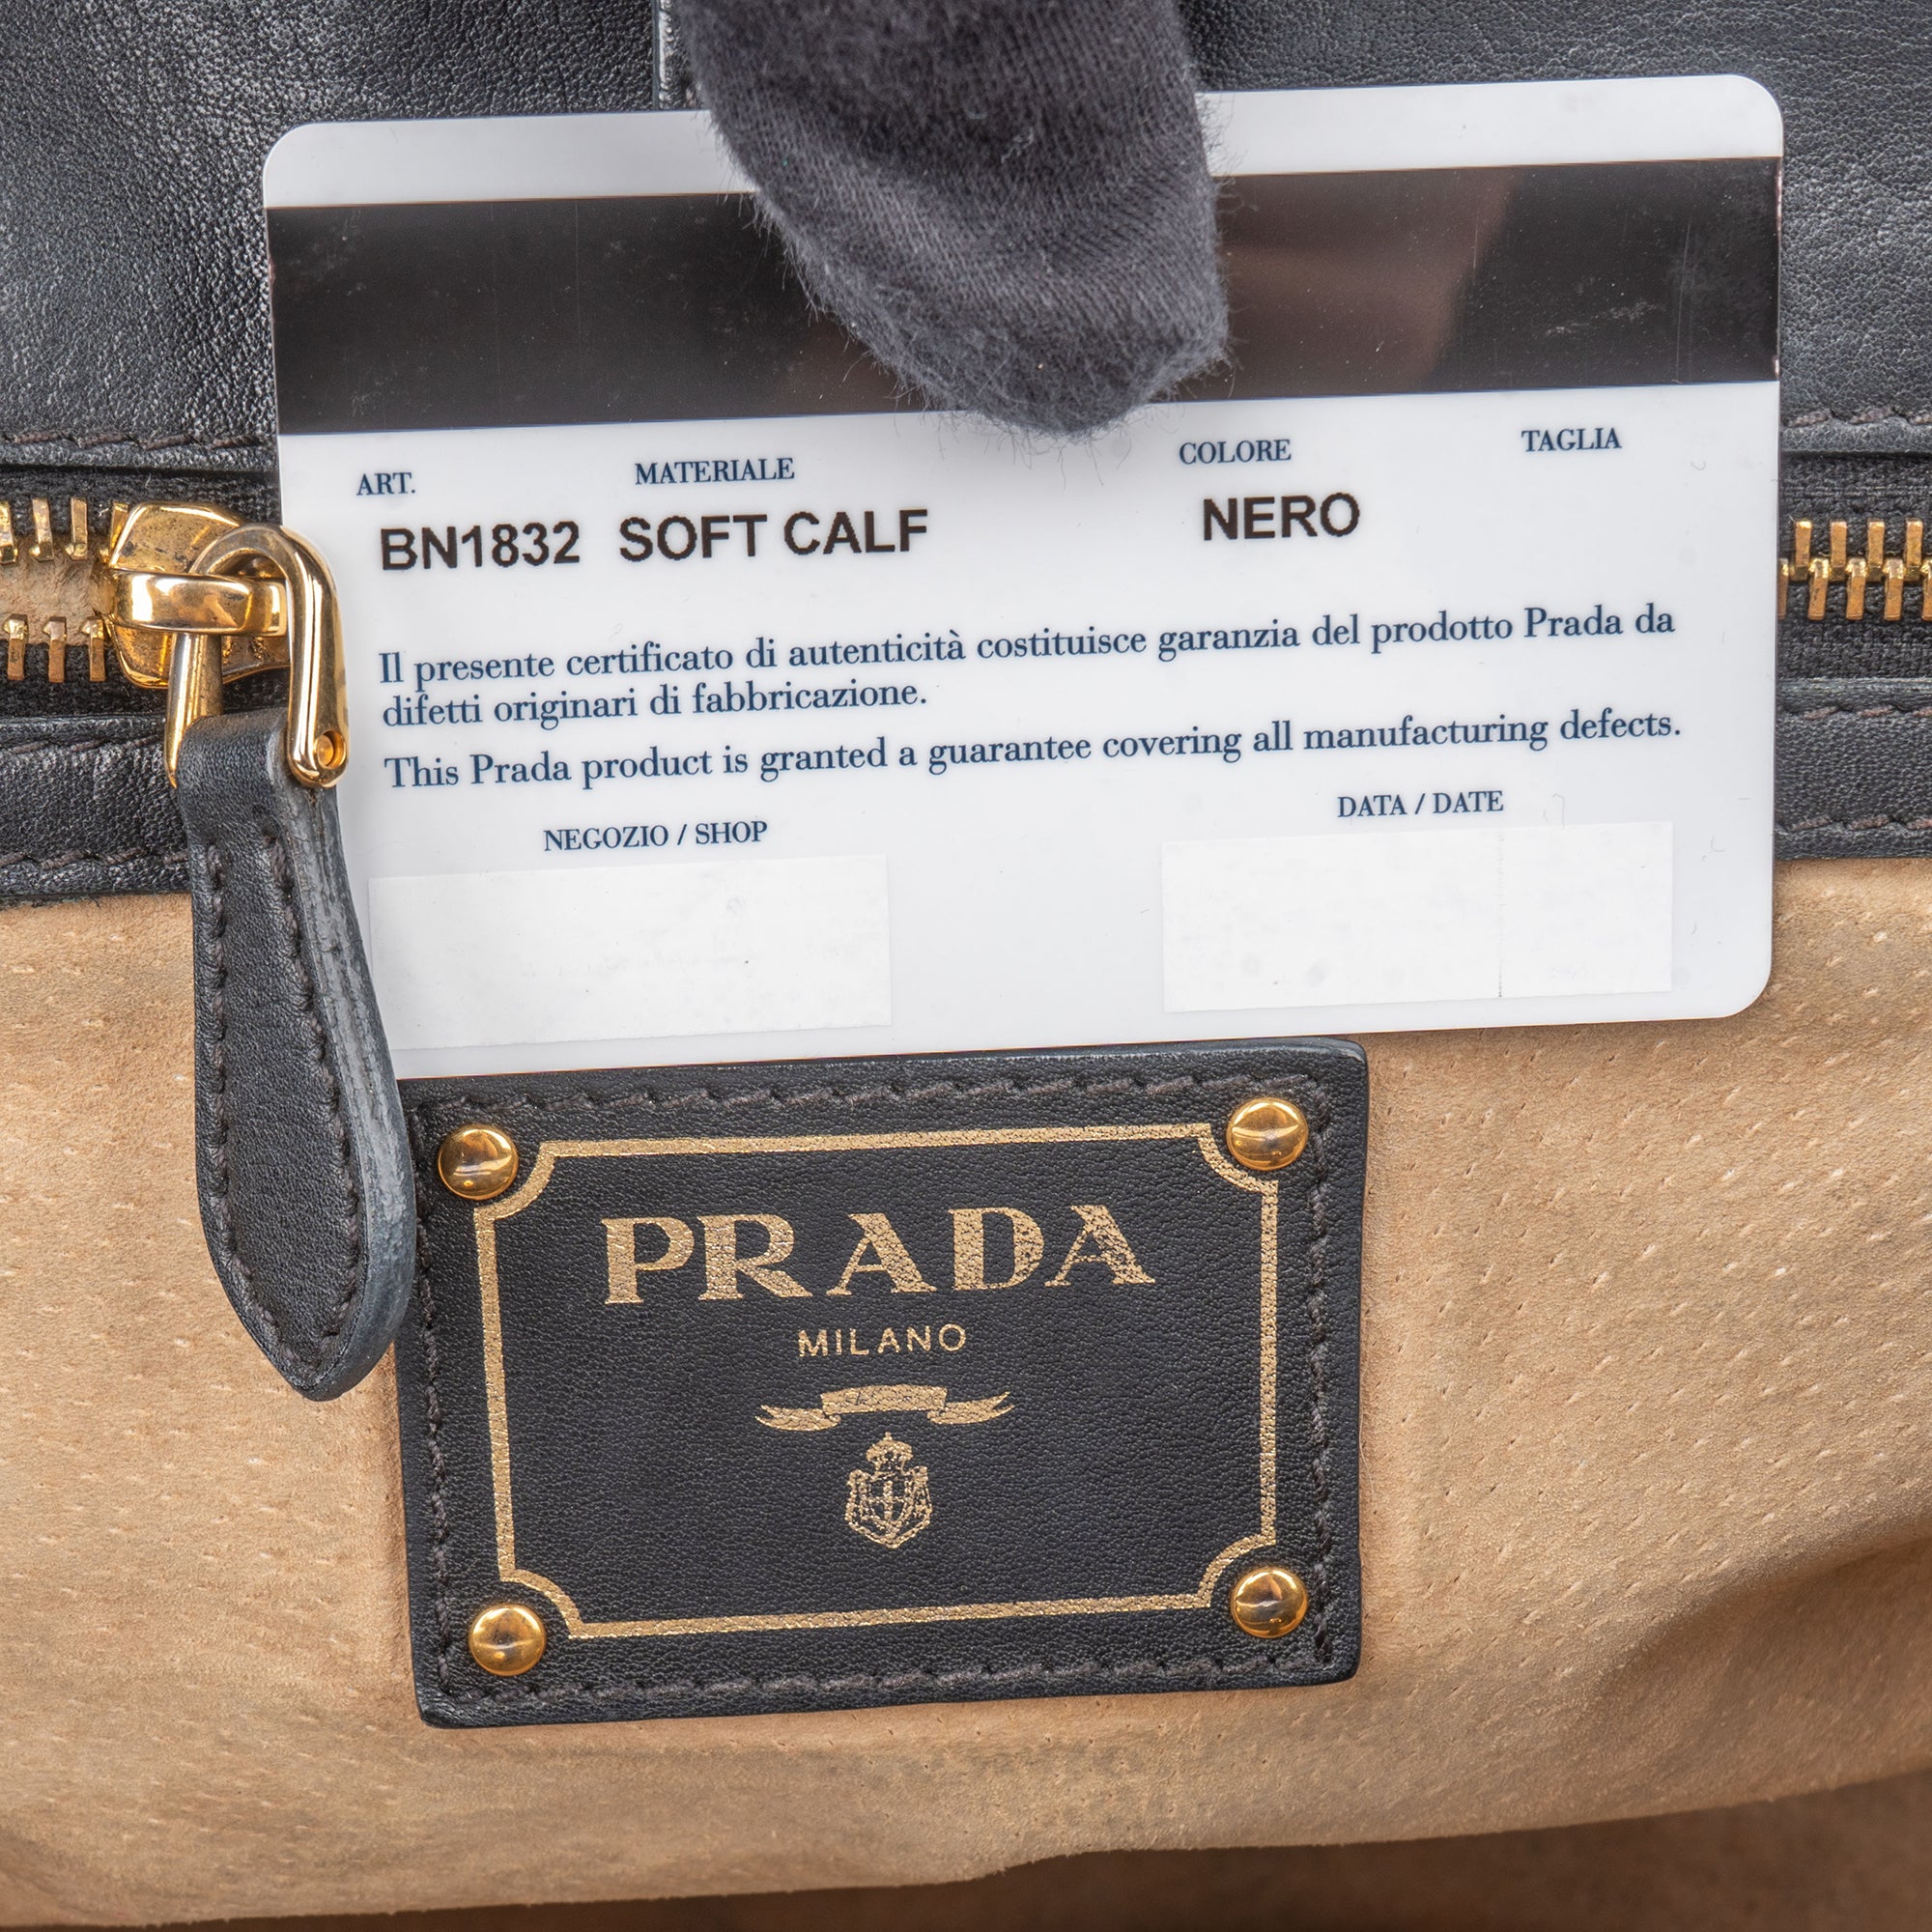 ART. MATERIALE COLORE TAGLIA
BN1832 SOFT CALF NERO
Il presente certificato di autenticità costituisce garanzia del prodotto Prada da
difetti originari di fabbricazione.
This Prada product is granted a guarantee covering all manufacturing defects.
NEGOZIO / SHOP DATA / DATE
PRADA
MILANO